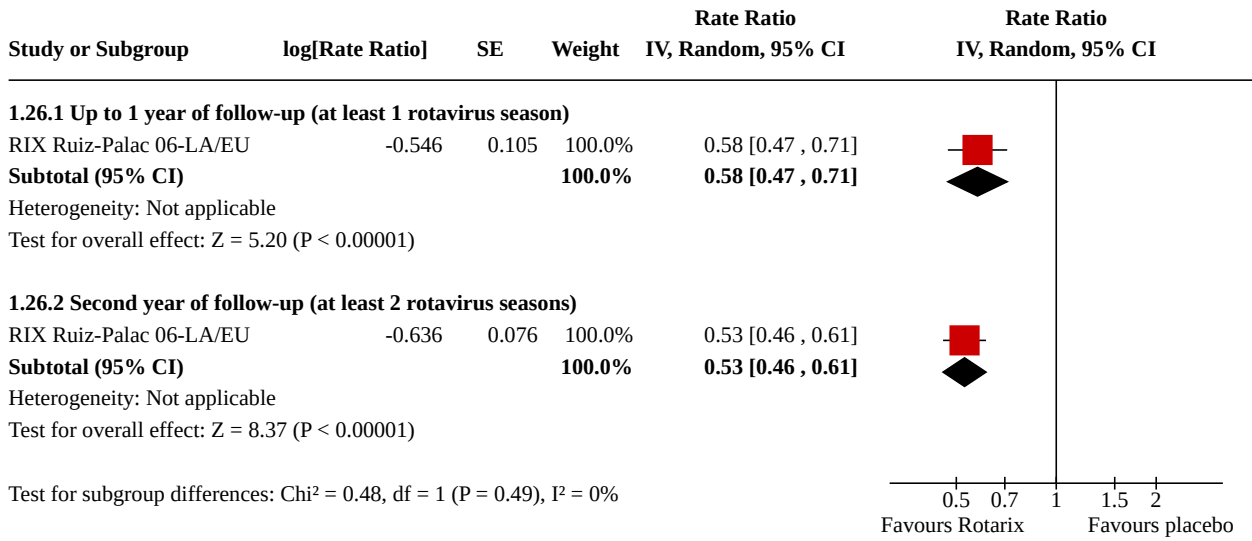 Rate Ratio Rate Ratio
Study or Subgroup log[Rate Ratio] SE Weight IV, Random, 95% CI IV, Random, 95% CI
1.26.1 Up to 1 year of follow-up (at least 1 rotavirus season)
RIX Ruiz-Palac 06-LA/EU -0.546 0.105 100.0% 0.58 [0.47 , 0.71]
Subtotal (95% CI) 100.0% 0.58 [0.47 , 0.71]
Heterogeneity: Not applicable
Test for overall effect: Z = 5.20 (P < 0.00001)
1.26.2 Second year of follow-up (at least 2 rotavirus seasons)
RIX Ruiz-Palac 06-LA/EU -0.636 0.076 100.0% 0.53 [0.46 , 0.61]
Subtotal (95% CI) 100.0% 0.53 [0.46 , 0.61]
Heterogeneity: Not applicable
Test for overall effect: Z = 8.37 (P < 0.00001)
Test for subgroup differences: Chi² = 0.48, df = 1 (P = 0.49), I² = 0%
0.5 0.7 1 1.5 2
Favours Rotarix Favours placebo